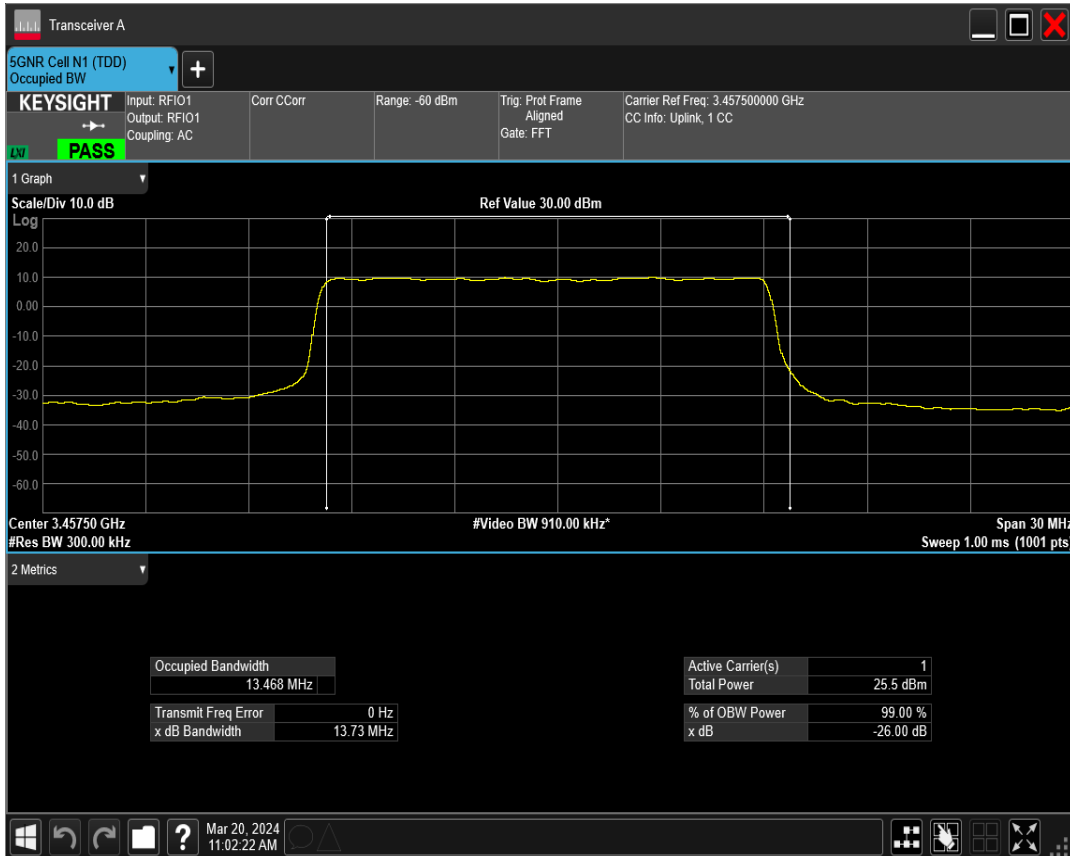 Transceiver A
5GNR Cell N1 (TDD)
Occupied BW
+
KEYSIGHT
LXI
PASS
Input: RFIO1
Output: RFIO1
Coupling: AC
Corr CCorr
Range: -60 dBm
Trig: Prot Frame
Aligned
Gate: FFT
Carrier Ref Freq: 3.457500000 GHz
CC Info: Uplink, 1 CC
1 Graph
Scale/Div 10.0 dB
Ref Value 30.00 dBm
Log
20.0
10.0
0.00
-10.0
-20.0
-30.0
-40.0
-50.0
-60.0
Center 3.45750 GHz
#Video BW 910.00 kHz*
Span 30 MHz
#Res BW 300.00 kHz
Sweep 1.00 ms (1001 pts)
2 Metrics
Occupied Bandwidth
13.468 MHz
Transmit Freq Error 0 Hz
x dB Bandwidth 13.73 MHz
Active Carrier(s) 1
Total Power 25.5 dBm
% of OBW Power 99.00 %
x dB -26.00 dB
?
Mar 20, 2024
11:02:22 AM